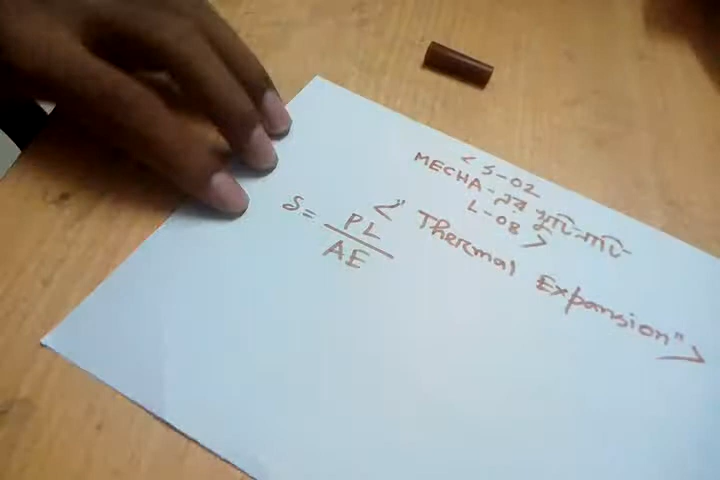 < S-02
MECHA-
L-08 >
<" Thermal Expansion" >
δ = PL
AE